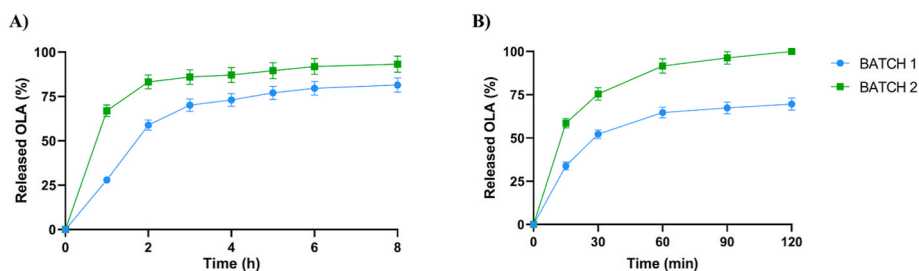 A)
Released OLA (%)
100
75
50
25
0
0 2 4 6 8
Time (h)
B)
Released OLA (%)
100
75
50
25
0
0 30 60 90 120
Time (min)
BATCH 1
BATCH 2